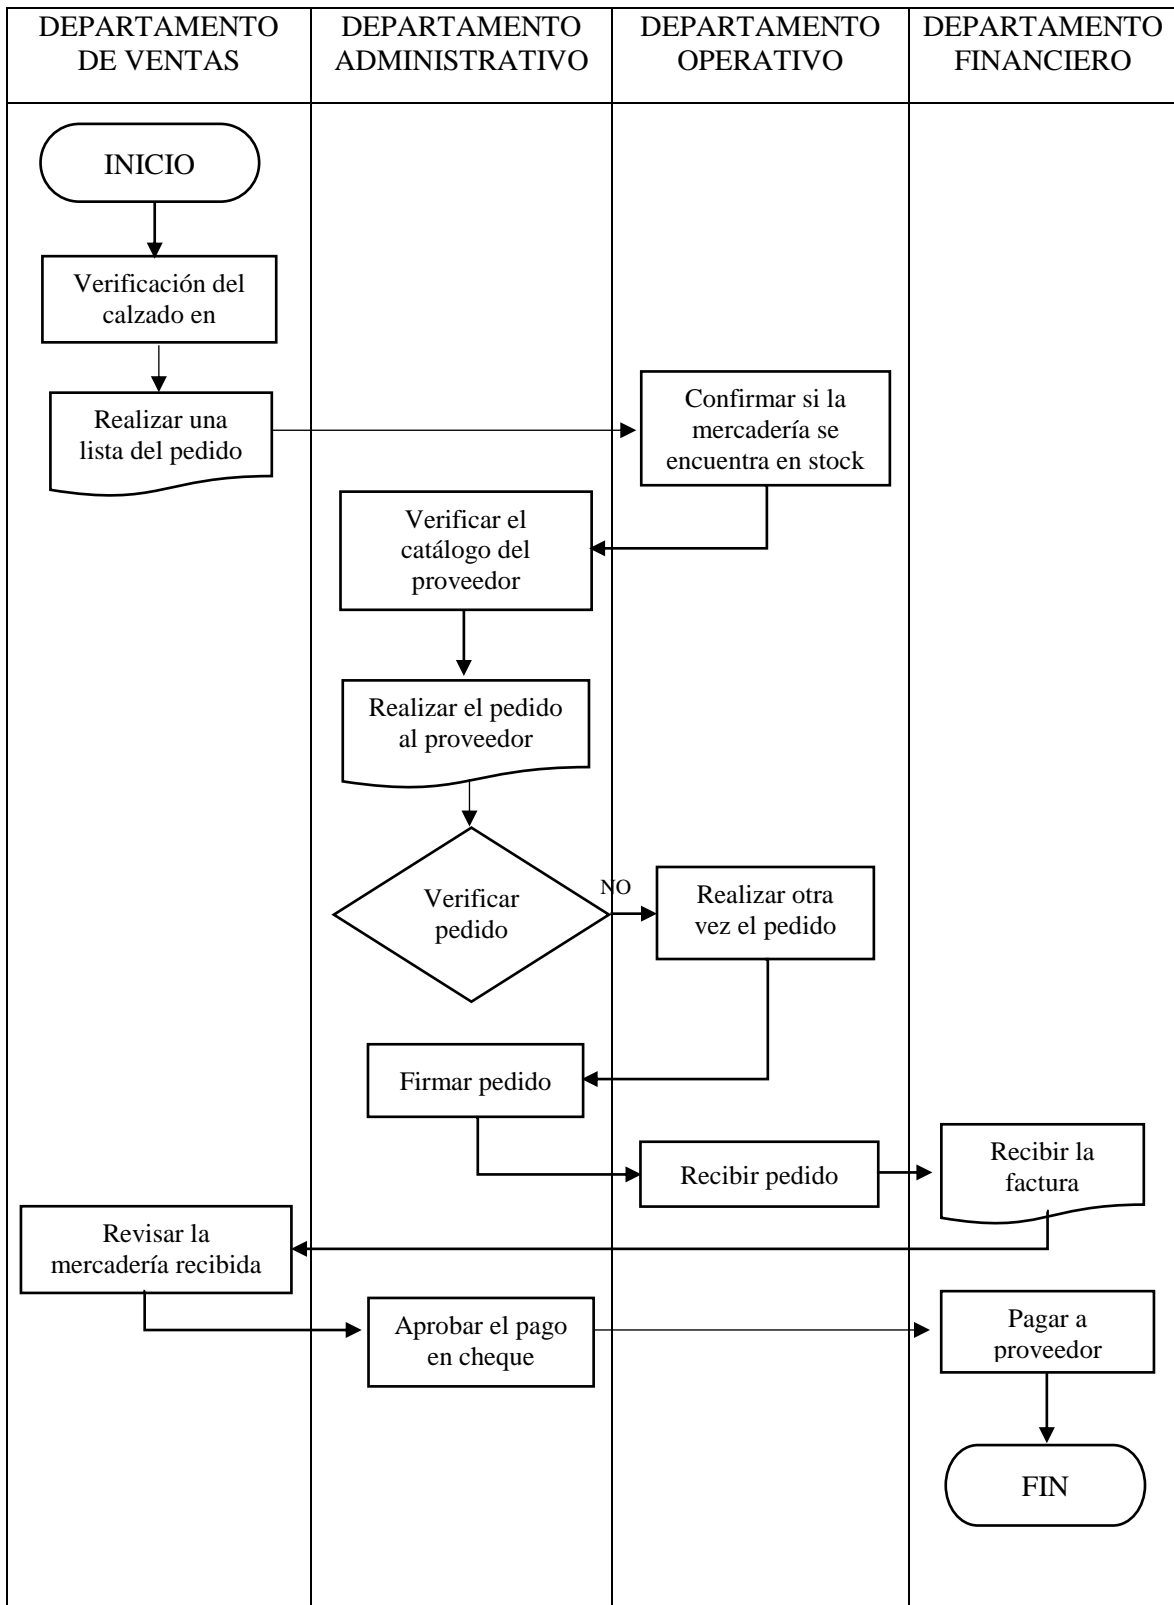 DEPARTAMENTO
DE VENTAS
DEPARTAMENTO
ADMINISTRATIVO
DEPARTAMENTO
OPERATIVO
DEPARTAMENTO
FINANCIERO
INICIO
Verificación del
calzado en
Realizar una
lista del pedido
Confirmar si la
mercadería se
encuentra en stock
Verificar el
catálogo del
proveedor
Realizar el pedido
al proveedor
Verificar
pedido
NO
Realizar otra
vez el pedido
Firmar pedido
Recibir pedido
Recibir la
factura
Revisar la
mercadería recibida
Aprobar el pago
en cheque
Pagar a
proveedor
FIN